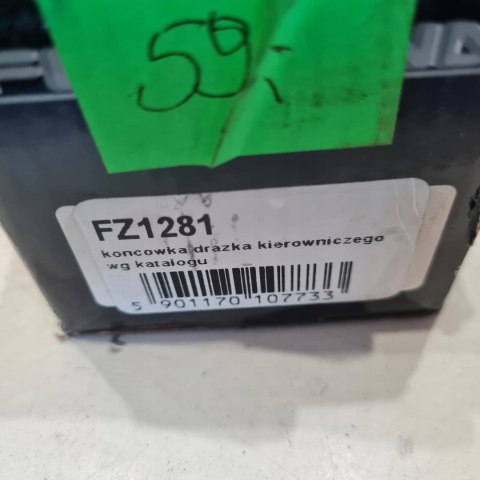 59,-
FZ1281
koncowka drazka kierowniczego
wg katalogu
5 901170 107733